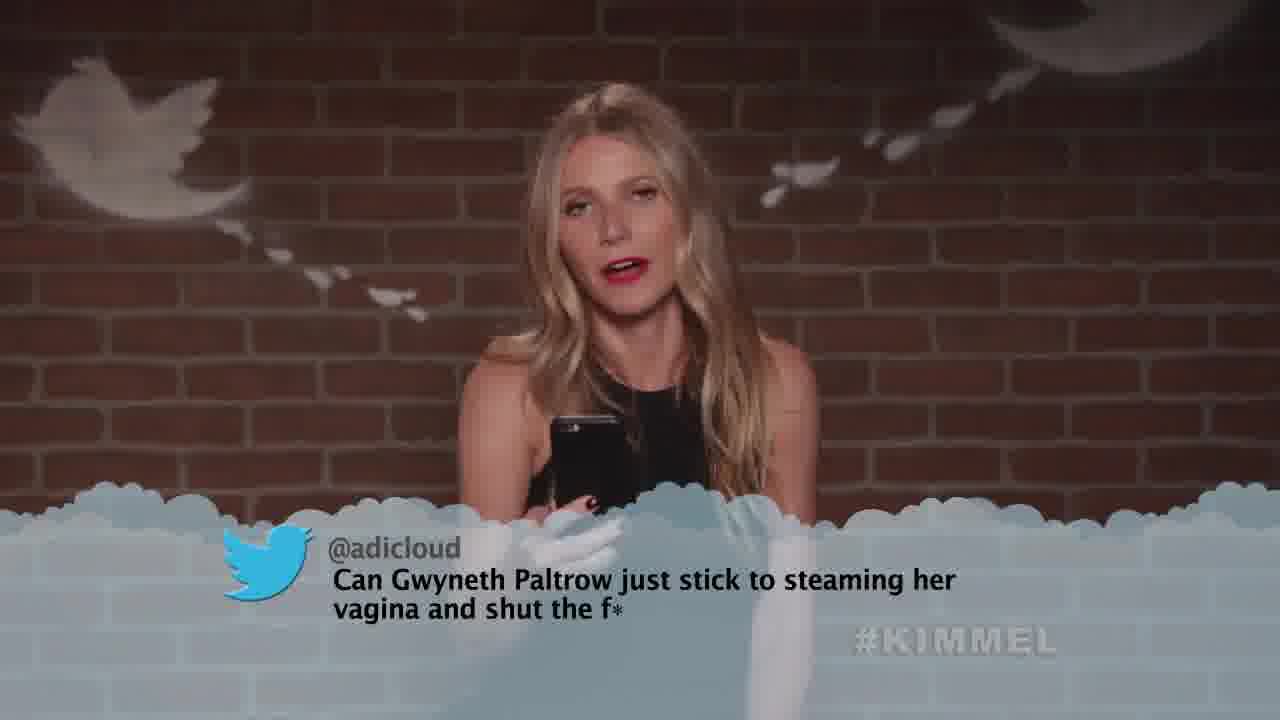 @adicloud
Can Gwyneth Paltrow just stick to steaming her
vagina and shut the f*
#KIMMEL